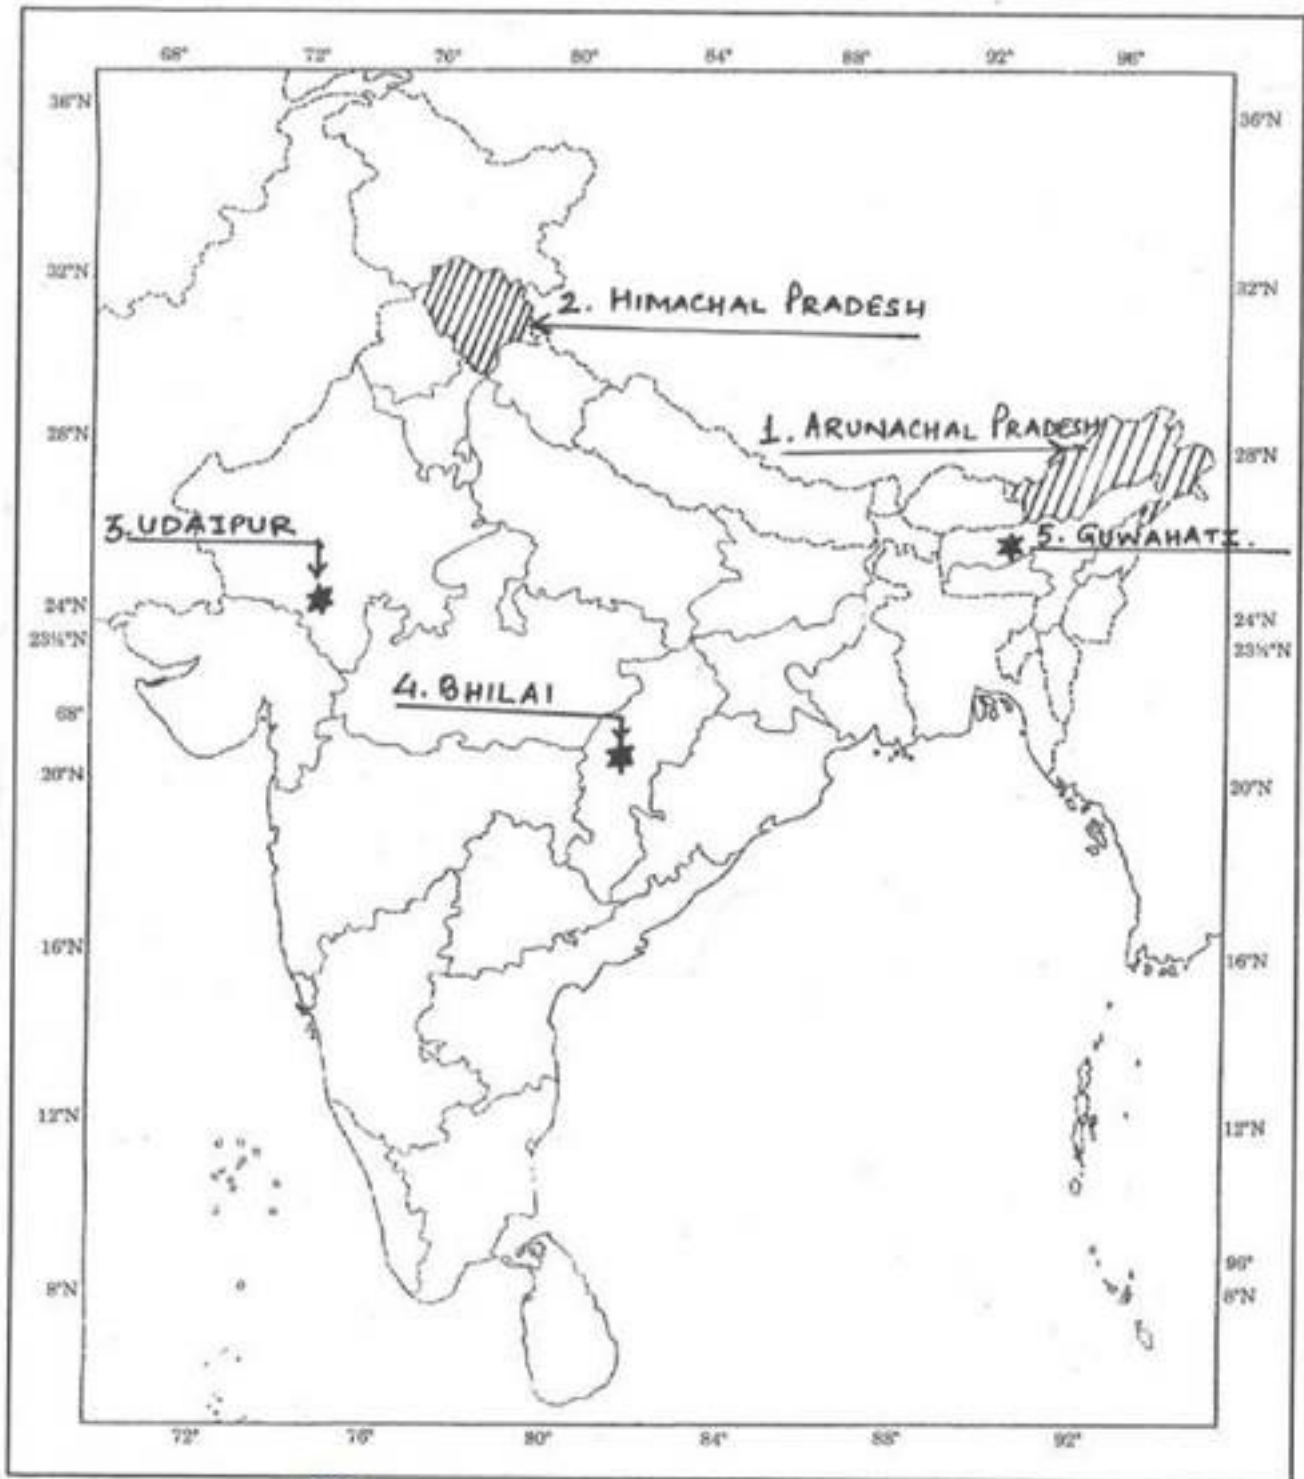 68° 72° 76° 80° 84° 88° 92° 96°
36°N 36°N
32°N 32°N
2. HIMACHAL PRADESH
28°N 28°N
1. ARUNACHAL PRADESH
3. UDAIPUR
5. GUWAHATI.
24°N 24°N
23½°N 23½°N
4. BHILAI
68°
20°N 20°N
16°N 16°N
12°N 12°N
96°
8°N 8°N
72° 76° 80° 84° 88° 92°